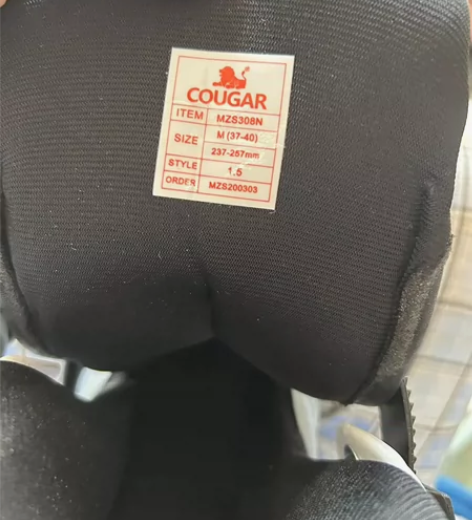 COUGAR
ITEM MZS308N
SIZE M (37-40)
237-257mm
STYLE 1.5
ORDER MZS200303